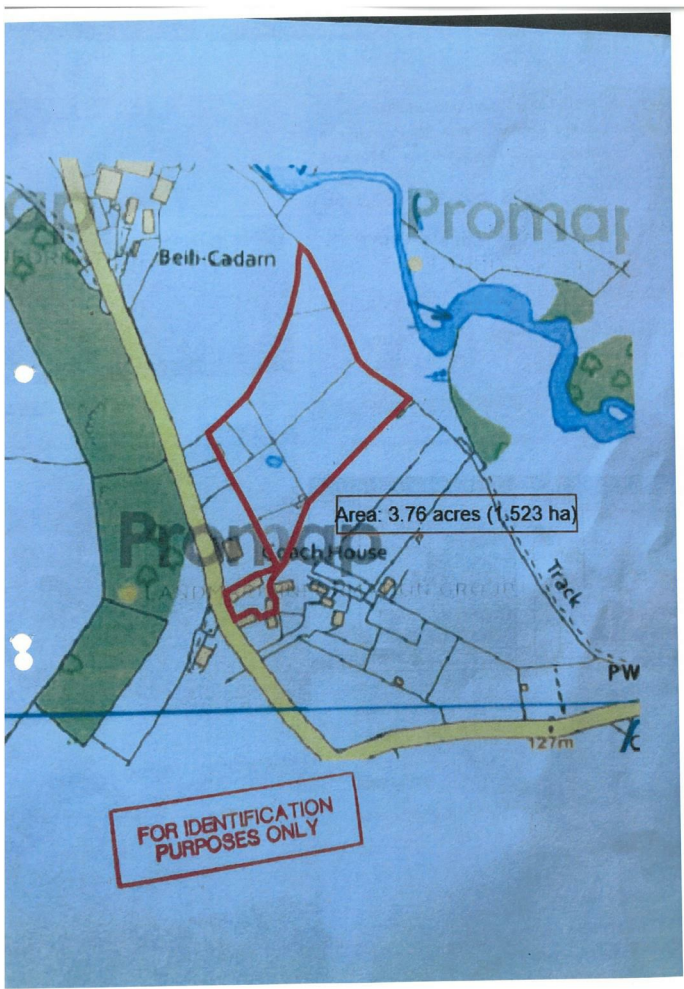 Promap
Beili-Cadarn
Area: 3.76 acres (1.523 ha)
Promap
Coach House
Track
PW
127m
FOR IDENTIFICATION
PURPOSES ONLY